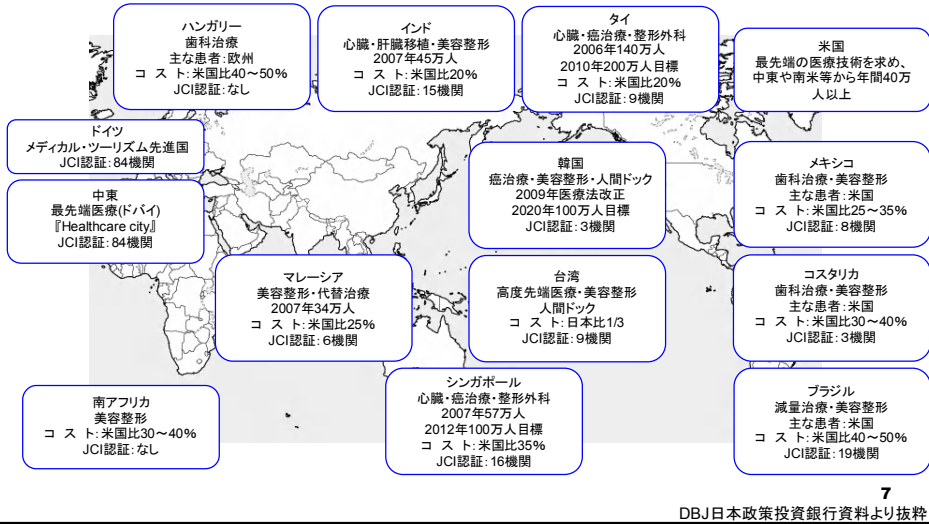 ハンガリー
歯科治療
主な患者:欧州
コ ス ト:米国比40～50%
JCI認証:なし
インド
心臓・肝臓移植・美容整形
2007年45万人
コ ス ト:米国比20%
JCI認証:15機関
タイ
心臓・癌治療・整形外科
2006年140万人
2010年200万人目標
コ ス ト:米国比20%
JCI認証:9機関
米国
最先端の医療技術を求め、
中東や南米等から年間40万
人以上
ドイツ
メディカル・ツーリズム先進国
JCI認証:84機関
中東
最先端医療(ドバイ)
『Healthcare city』
JCI認証:84機関
韓国
癌治療・美容整形・人間ドック
2009年医療法改正
2020年100万人目標
JCI認証:3機関
メキシコ
歯科治療・美容整形
主な患者:米国
コ ス ト:米国比25～35%
JCI認証:8機関
マレーシア
美容整形・代替治療
2007年34万人
コ ス ト:米国比25%
JCI認証:6機関
台湾
高度先端医療・美容整形
人間ドック
コ ス ト:日本比1/3
JCI認証:9機関
コスタリカ
歯科治療・美容整形
主な患者:米国
コ ス ト:米国比30～40%
JCI認証:3機関
南アフリカ
美容整形
コ ス ト:米国比30～40%
JCI認証:なし
シンガポール
心臓・癌治療・整形外科
2007年57万人
2012年100万人目標
コ ス ト:米国比35%
JCI認証:16機関
ブラジル
減量治療・美容整形
主な患者:米国
コ ス ト:米国比40～50%
JCI認証:19機関
7
DBJ日本政策投資銀行資料より抜粋